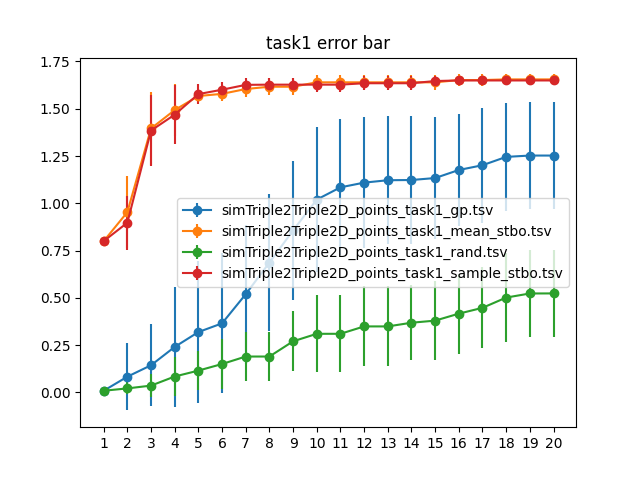 task1 error bar
1.75
1.50
1.25
1.00
0.75
0.50
0.25
0.00
simTriple2Triple2D_points_task1_gp.tsv
simTriple2Triple2D_points_task1_mean_stbo.tsv
simTriple2Triple2D_points_task1_rand.tsv
simTriple2Triple2D_points_task1_sample_stbo.tsv
1 2 3 4 5 6 7 8 9 10 11 12 13 14 15 16 17 18 19 20